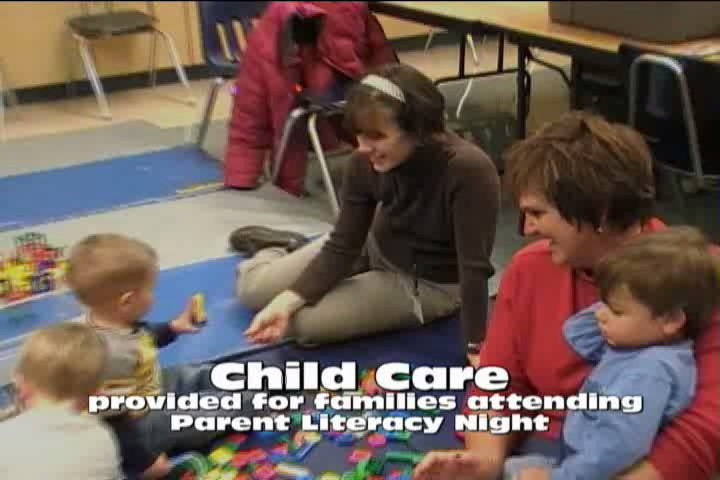 Child Care
provided for families attending
Parent Literacy Night